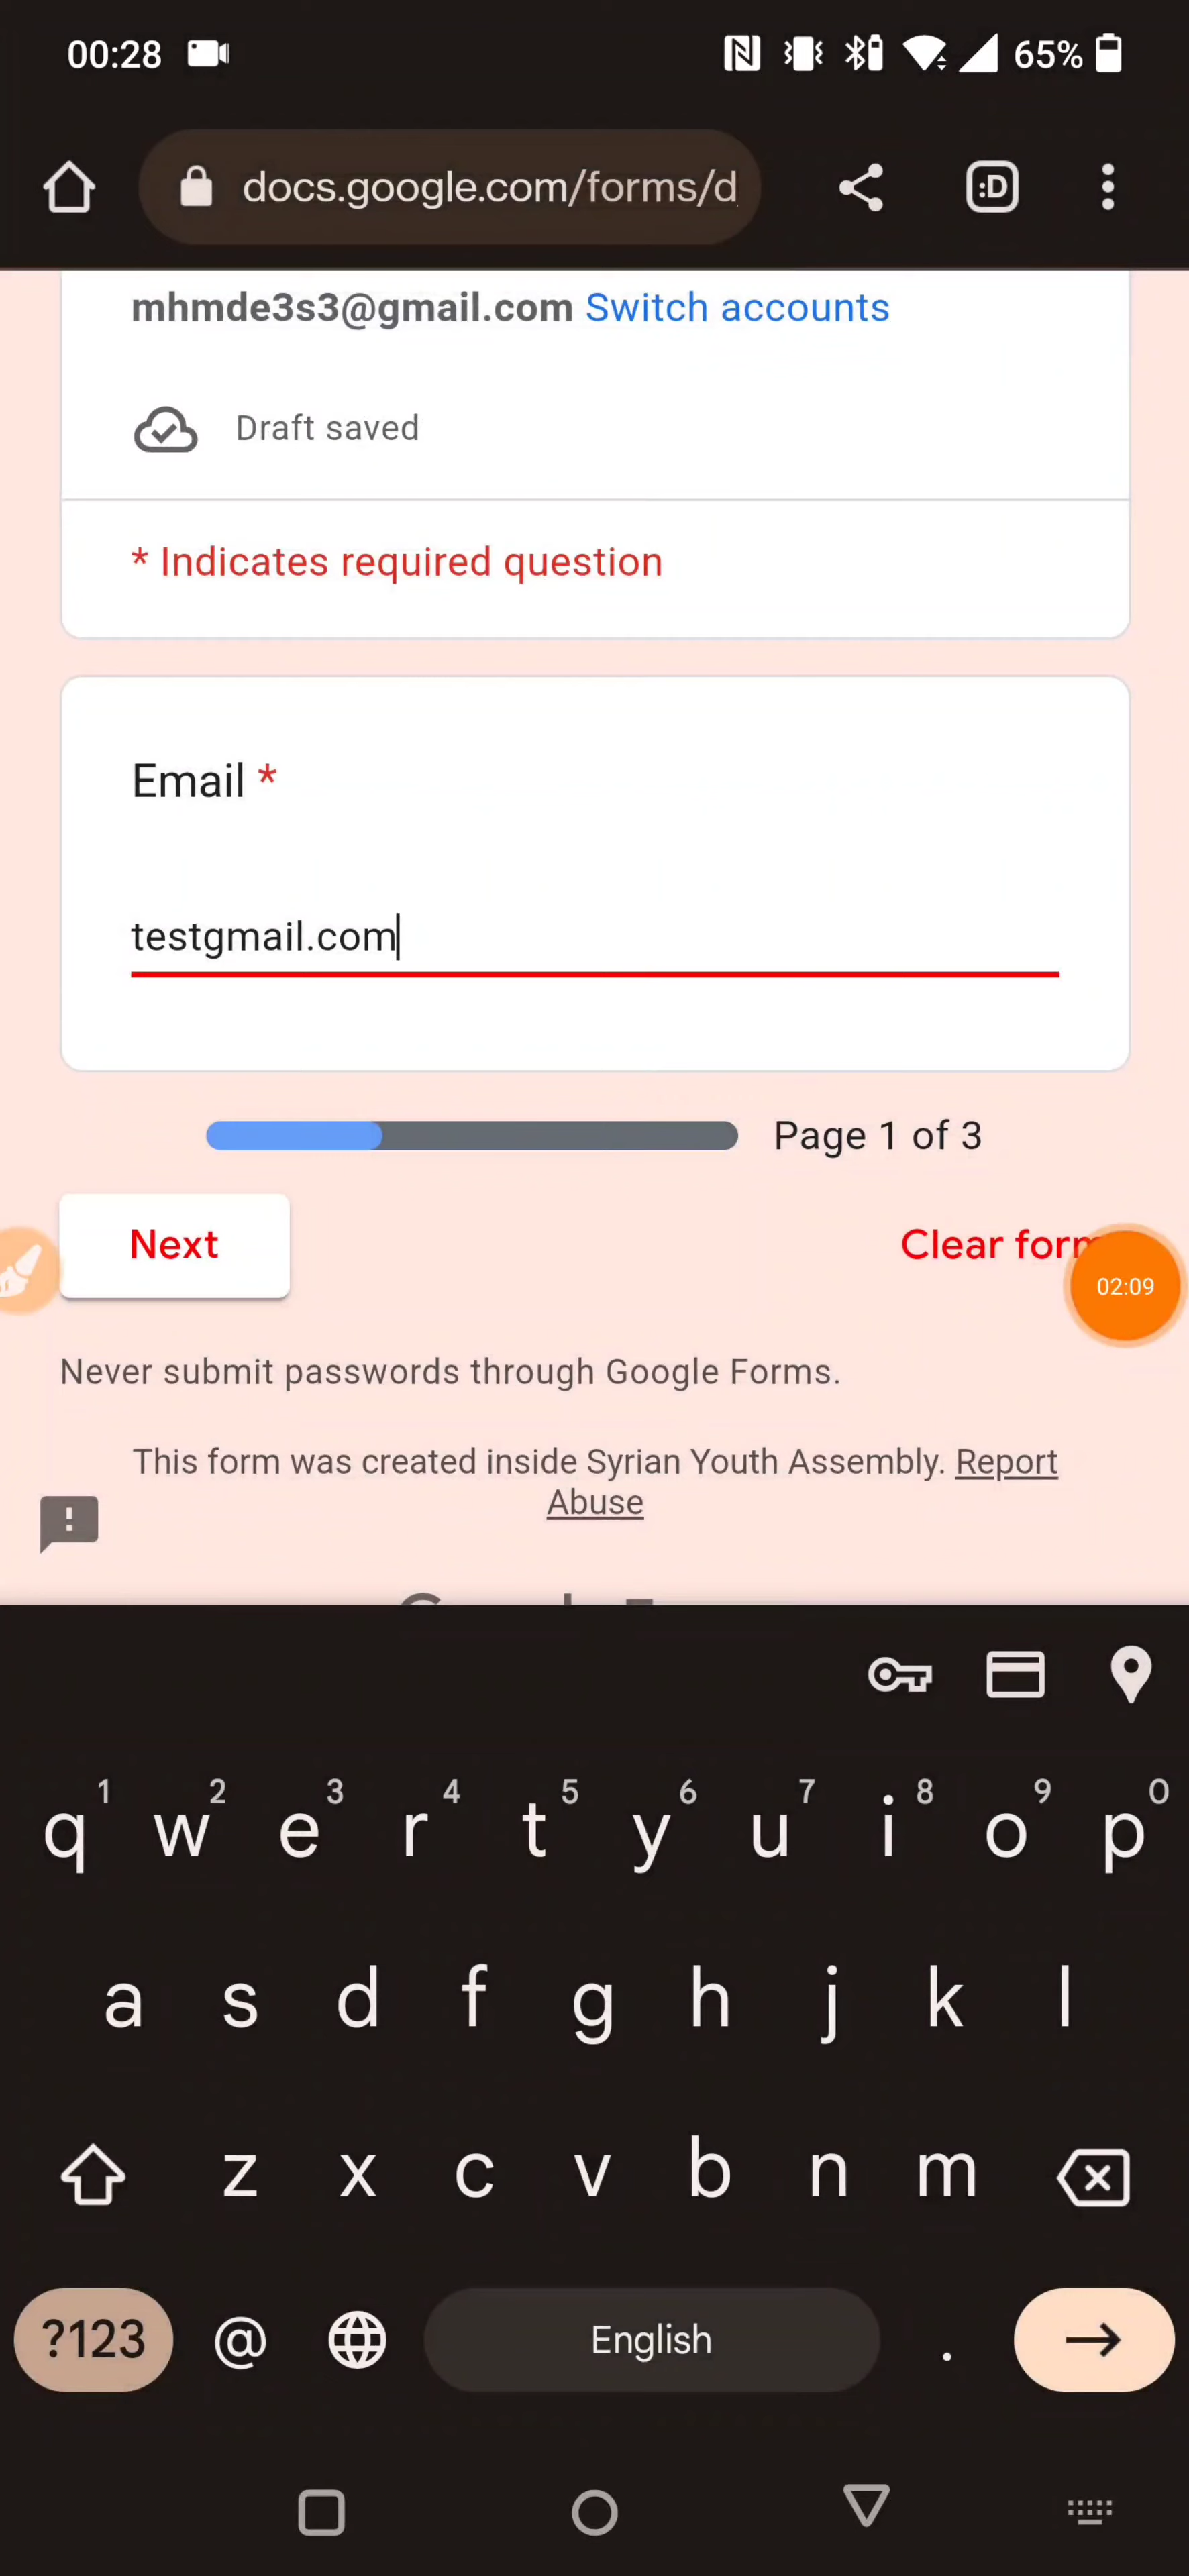 00:28 65%
docs.google.com/forms/d
mhmde3s3@gmail.com Switch accounts
Draft saved
* Indicates required question
Email *
testgmail.com
Page 1 of 3
Next Clear form
02:09
Never submit passwords through Google Forms.
This form was created inside Syrian Youth Assembly. Report
Abuse
1 2 3 4 5 6 7 8 9 0
q w e r t y u i o p
a s d f g h j k l
z x c v b n m
?123 @ English .